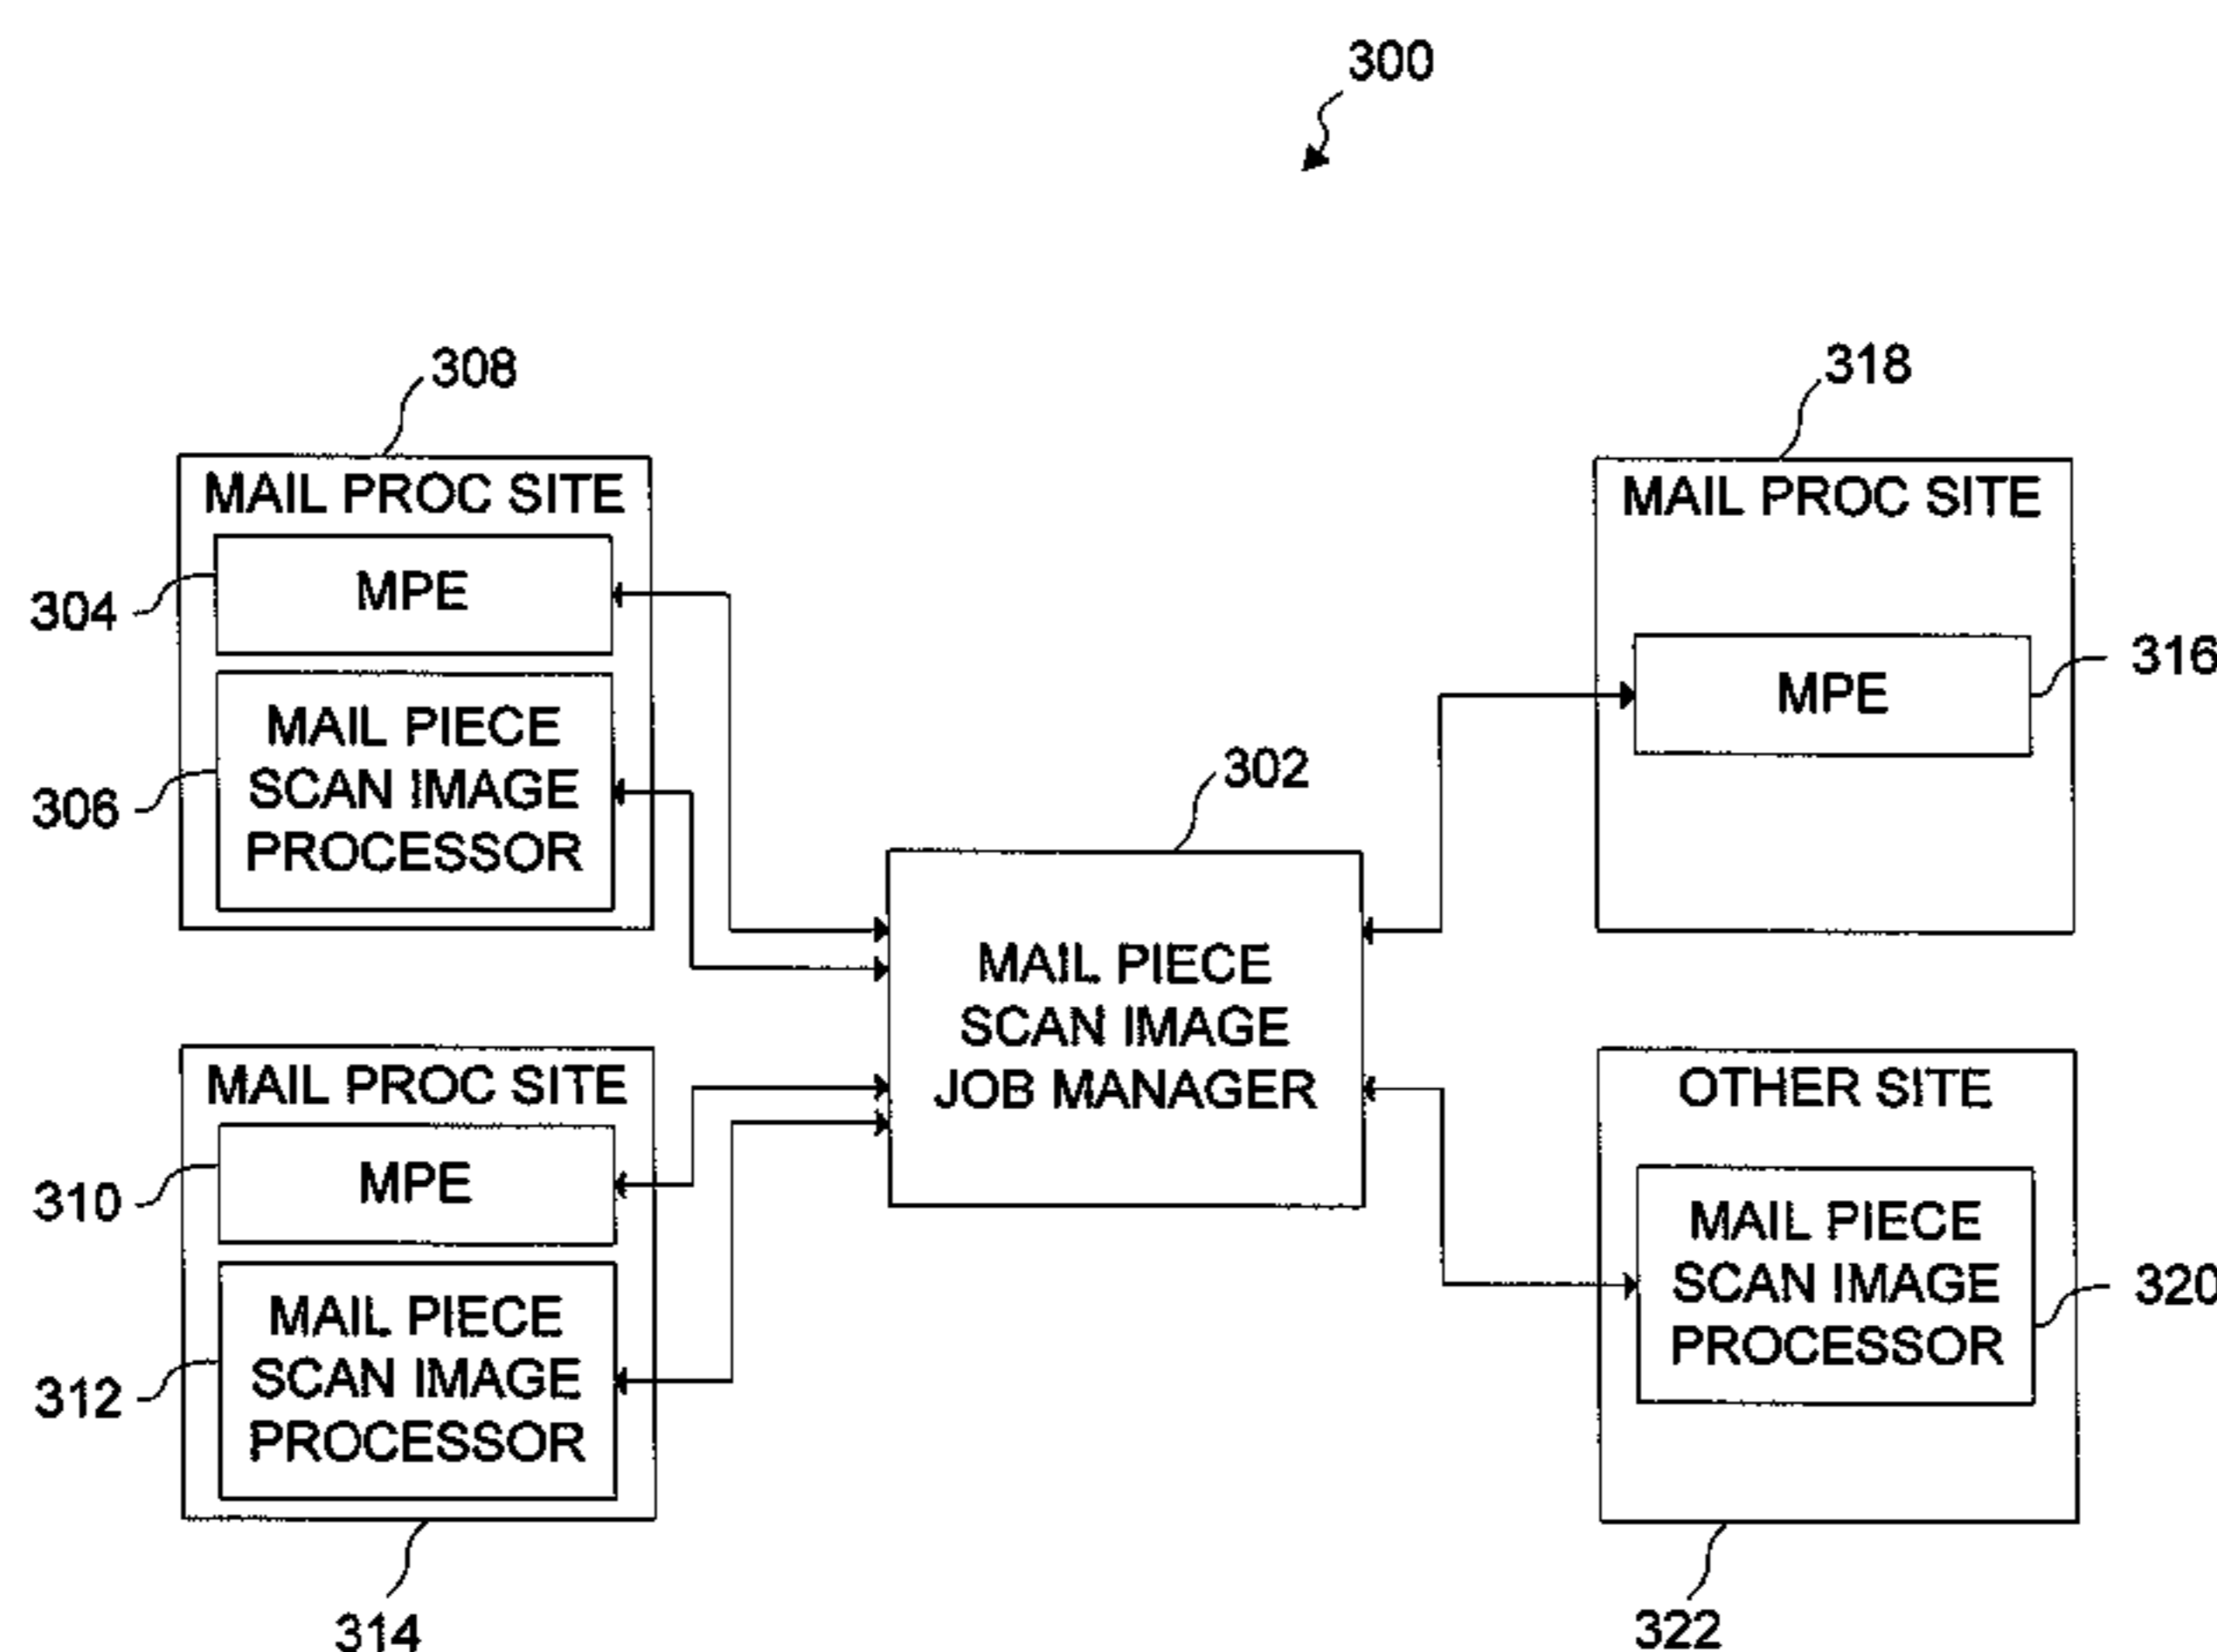 300
308
MAIL PROC SITE
304
MPE
306
MAIL PIECE
SCAN IMAGE
PROCESSOR
MAIL PROC SITE
310
MPE
312
MAIL PIECE
SCAN IMAGE
PROCESSOR
314
302
MAIL PIECE
SCAN IMAGE
JOB MANAGER
318
MAIL PROC SITE
MPE
316
OTHER SITE
MAIL PIECE
SCAN IMAGE
PROCESSOR
320
322